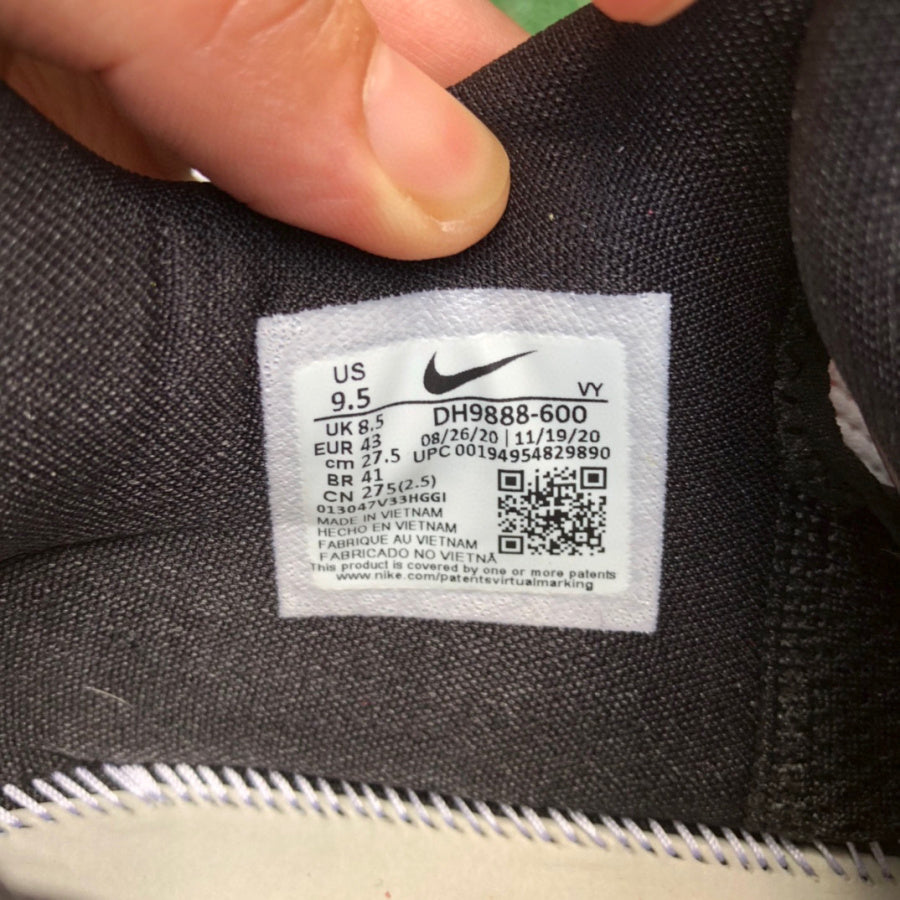 US
9.5
VY
UK 8.5
EUR 43
cm 27.5
BR 41
CN 275(2.5)
DH9888-600
08/26/20 | 11/19/20
UPC 00194954829890
013047V33HGGI
MADE IN VIETNAM
HECHO EN VIETNAM
FABRIQUE AU VIETNAM
FABRICADO NO VIETNÃ
This product is covered by one or more patents
www.nike.com/patentsvirtualmarking